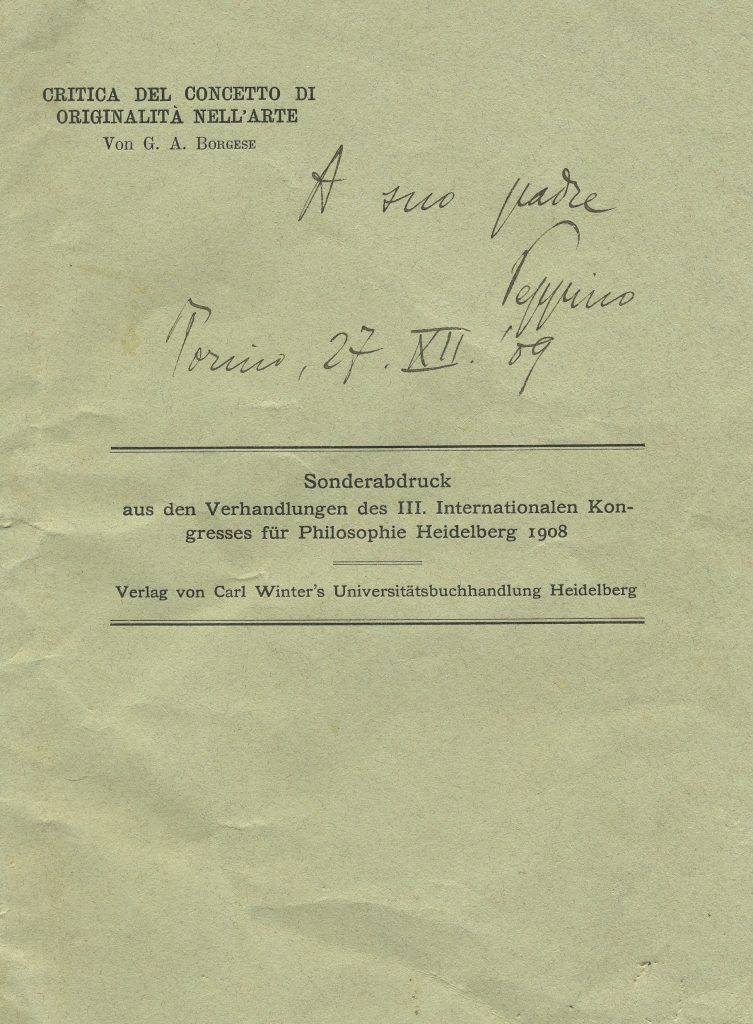 CRITICA DEL CONCETTO DI
ORIGINALITÀ NELL'ARTE
Von G. A. Borgese
A suo padre
Peppino
Torino, 27. XII. '09
Sonderabdruck
aus den Verhandlungen des III. Internationalen Kon-
gresses für Philosophie Heidelberg 1908
Verlag von Carl Winter's Universitätsbuchhandlung Heidelberg